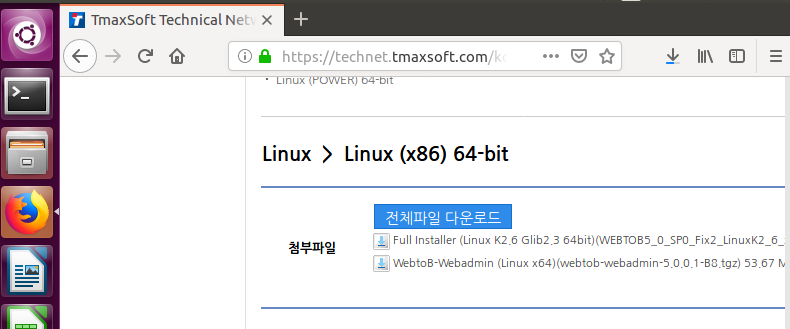 TmaxSoft Technical Netw
https://technet.tmaxsoft.com/ko
• Linux (POWER) 64-bit
Linux > Linux (x86) 64-bit
전체파일 다운로드
첨부파일
Full Installer (Linux K2,6 Glib2,3 64bit)(WEBTOB5_0_SP0_Fix2_LinuxK2_6_
WebtoB-Webadmin (Linux x64)(webtob-webadmin-5,0,0,1-B8,tgz) 53,67 M